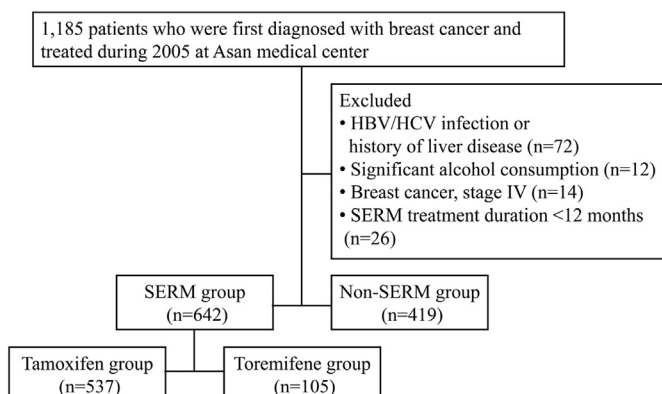 1,185 patients who were first diagnosed with breast cancer and
treated during 2005 at Asan medical center
Excluded
• HBV/HCV infection or
history of liver disease (n=72)
• Significant alcohol consumption (n=12)
• Breast cancer, stage IV (n=14)
• SERM treatment duration <12 months
(n=26)
SERM group
(n=642)
Non-SERM group
(n=419)
Tamoxifen group
(n=537)
Toremifene group
(n=105)